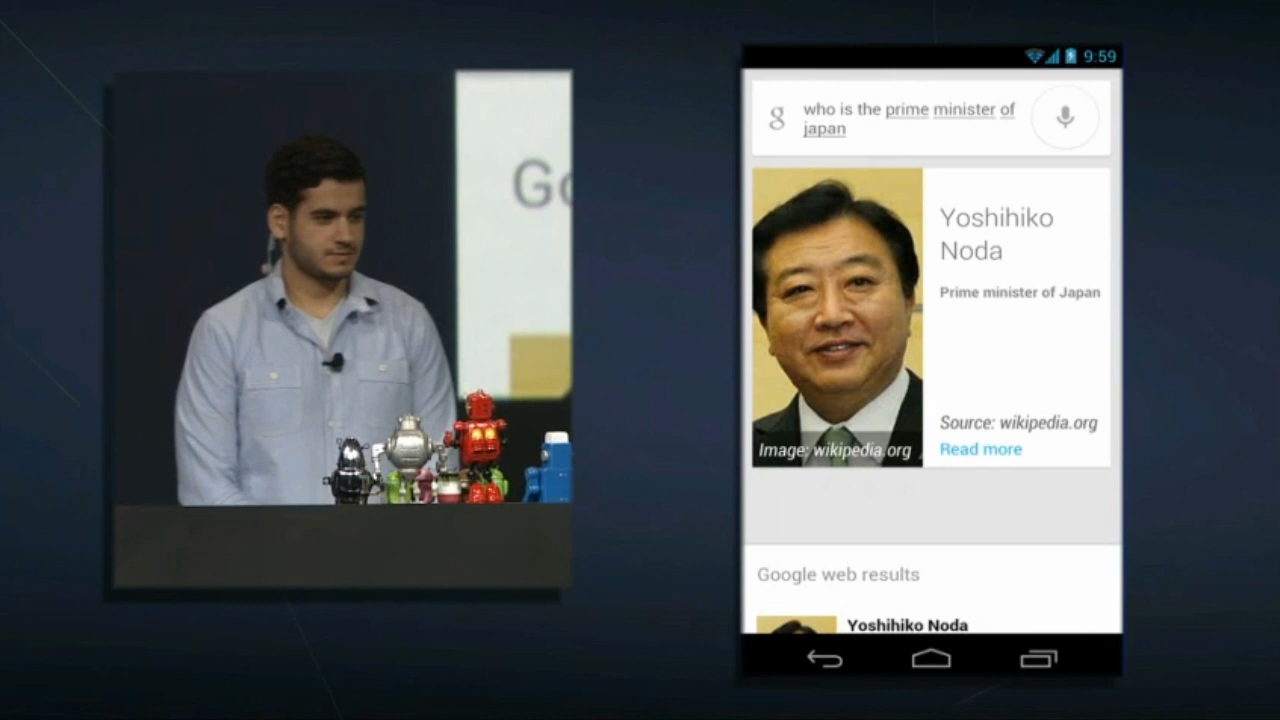 Go
9:59
g
who is the prime minister of
japan
Yoshihiko
Noda
Prime minister of Japan
Source: wikipedia.org
Image: wikipedia.org
Read more
Google web results
Yoshihiko Noda